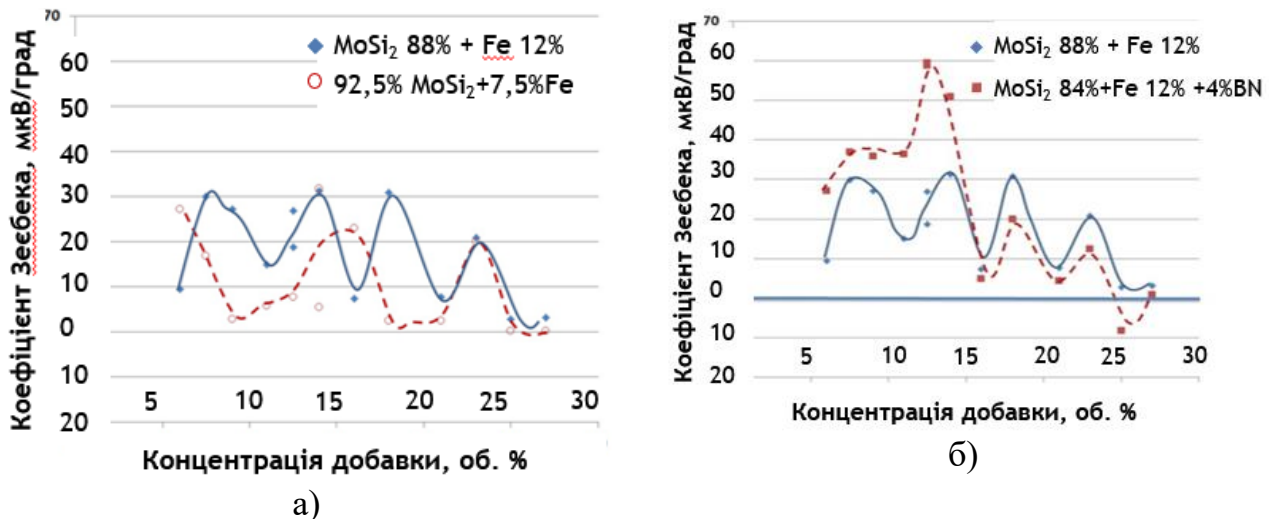 Коефіцієнт Зеєбека, мкВ/град
70
60
50
40
30
20
10
0
10
20
MoSi₂ 88% + Fe 12%
92,5% MoSi₂+7,5%Fe
5 10 15 20 25 30
Концентрація добавки, об. %
а)
Коефіцієнт Зеєбека, мкВ/град
70
60
50
40
30
20
10
0
10
20
MoSi₂ 88% + Fe 12%
MoSi₂ 84%+Fe 12% +4%BN
5 10 15 20 25 30
Концентрація добавки, об. %
б)